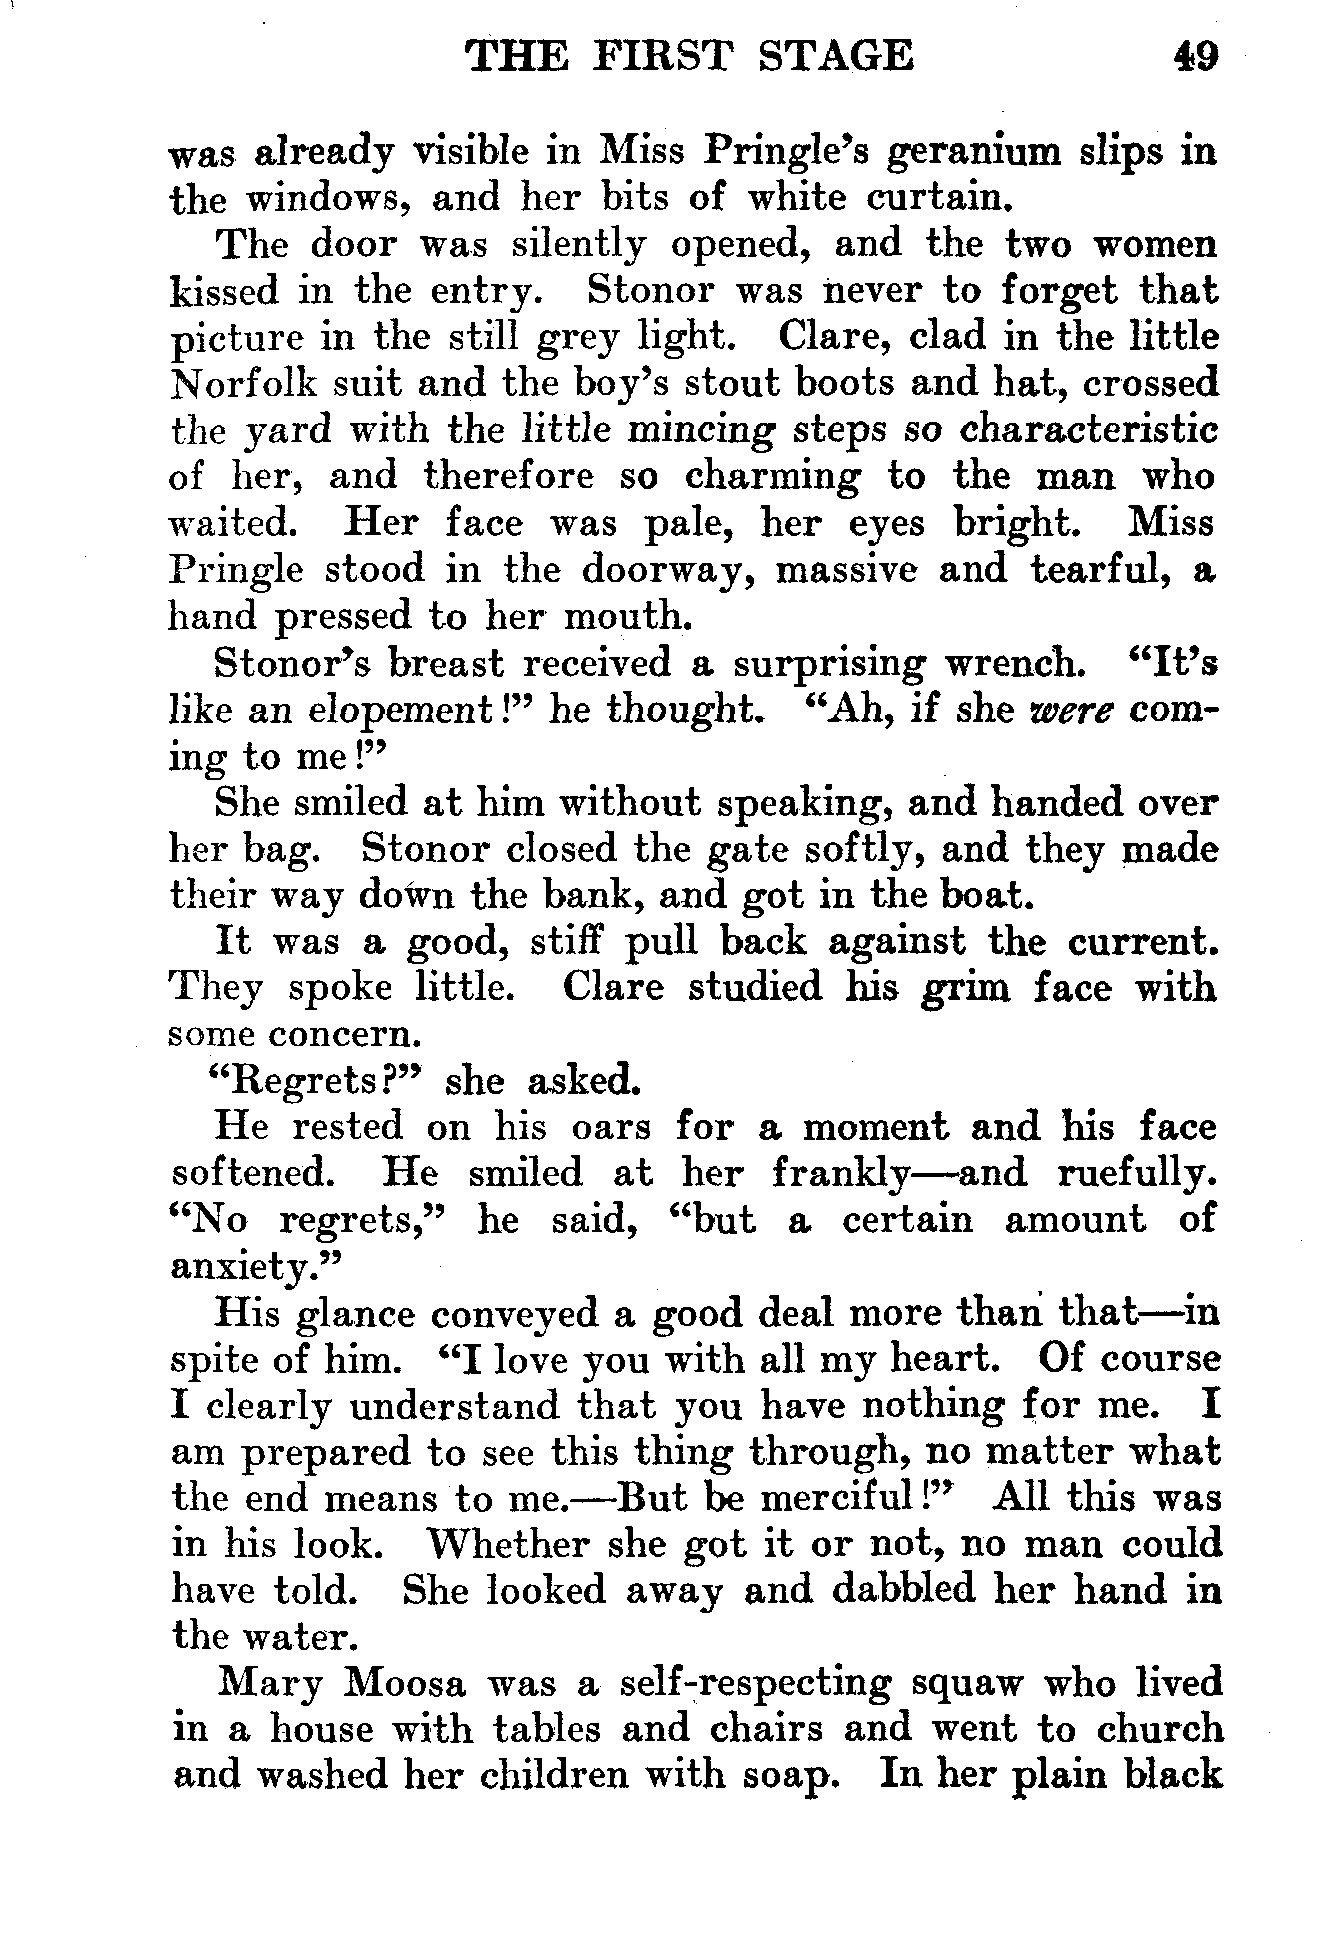 THE FIRST STAGE 49
was already visible in Miss Pringle's geranium slips in
the windows, and her bits of white curtain.
The door was silently opened, and the two women
kissed in the entry. Stonor was never to forget that
picture in the still grey light. Clare, clad in the little
Norfolk suit and the boy's stout boots and hat, crossed
the yard with the little mincing steps so characteristic
of her, and therefore so charming to the man who
waited. Her face was pale, her eyes bright. Miss
Pringle stood in the doorway, massive and tearful, a
hand pressed to her mouth.
Stonor's breast received a surprising wrench. “It's
like an elopement!” he thought. “Ah, if she were com-
ing to me!”
She smiled at him without speaking, and handed over
her bag. Stonor closed the gate softly, and they made
their way down the bank, and got in the boat.
It was a good, stiff pull back against the current.
They spoke little. Clare studied his grim face with
some concern.
“Regrets?” she asked.
He rested on his oars for a moment and his face
softened. He smiled at her frankly—and ruefully.
“No regrets,” he said, “but a certain amount of
anxiety.”
His glance conveyed a good deal more than that—in
spite of him. “I love you with all my heart. Of course
I clearly understand that you have nothing for me. I
am prepared to see this thing through, no matter what
the end means to me.—But be merciful!” All this was
in his look. Whether she got it or not, no man could
have told. She looked away and dabbled her hand in
the water.
Mary Moosa was a self-respecting squaw who lived
in a house with tables and chairs and went to church
and washed her children with soap. In her plain black